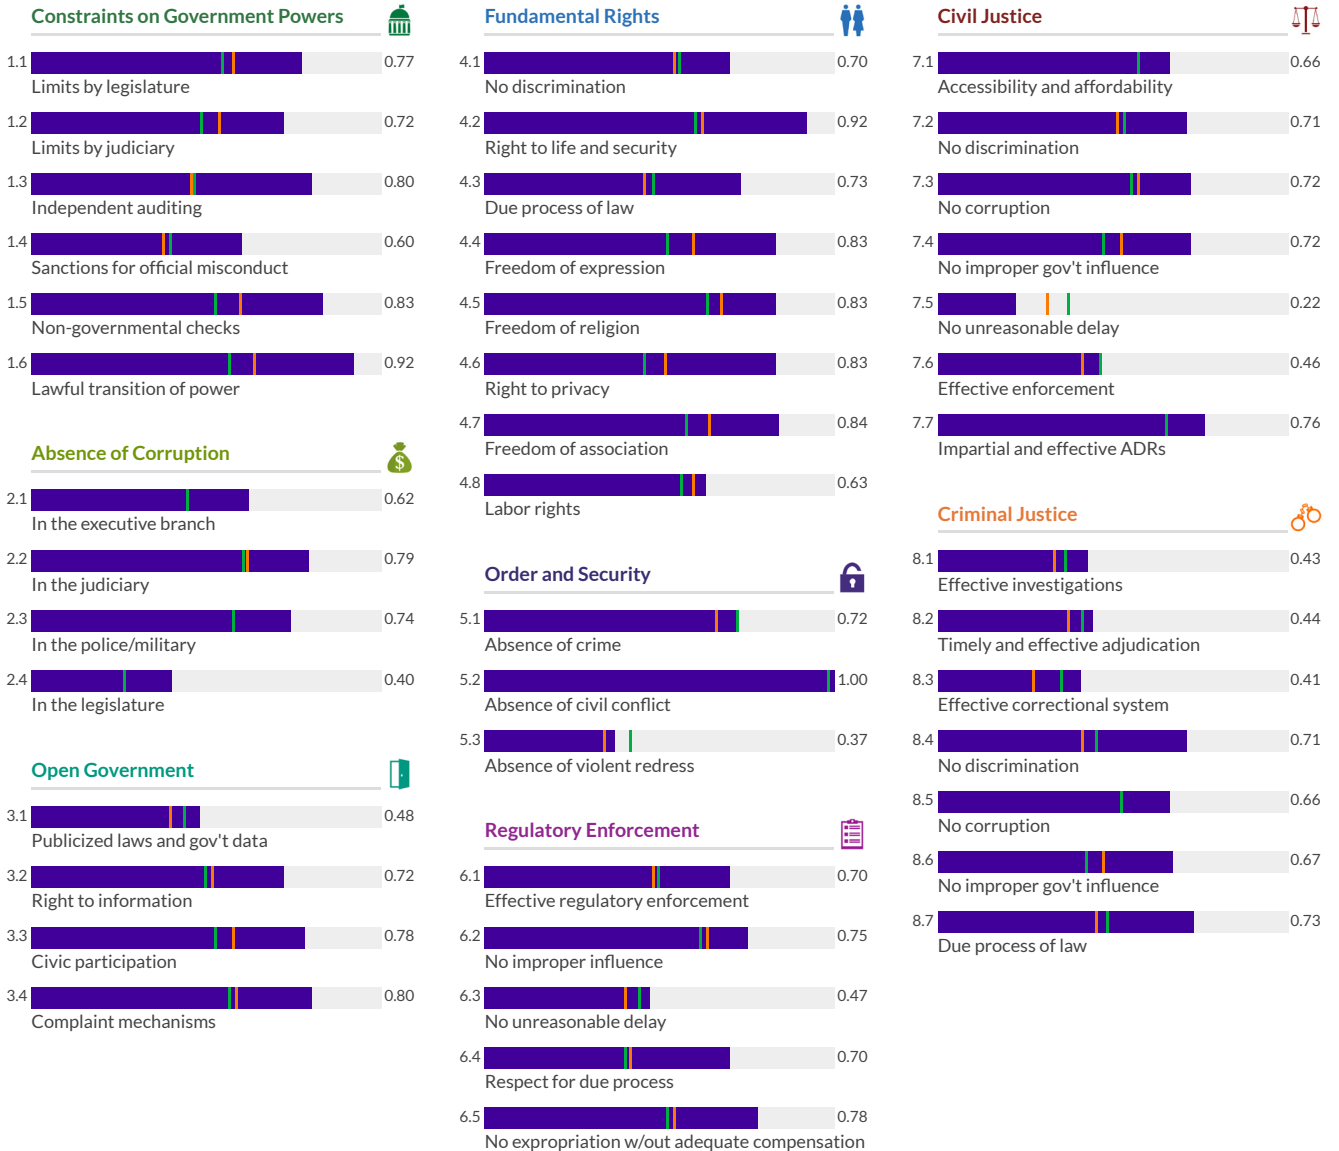 Constraints on Government Powers
1.1 0.77
Limits by legislature
1.2 0.72
Limits by judiciary
1.3 0.80
Independent auditing
1.4 0.60
Sanctions for official misconduct
1.5 0.83
Non-governmental checks
1.6 0.92
Lawful transition of power
Absence of Corruption
$
2.1 0.62
In the executive branch
2.2 0.79
In the judiciary
2.3 0.74
In the police/military
2.4 0.40
In the legislature
Open Government
3.1 0.48
Publicized laws and gov't data
3.2 0.72
Right to information
3.3 0.78
Civic participation
3.4 0.80
Complaint mechanisms
Fundamental Rights
4.1 0.70
No discrimination
4.2 0.92
Right to life and security
4.3 0.73
Due process of law
4.4 0.83
Freedom of expression
4.5 0.83
Freedom of religion
4.6 0.83
Right to privacy
4.7 0.84
Freedom of association
4.8 0.63
Labor rights
Order and Security
5.1 0.72
Absence of crime
5.2 1.00
Absence of civil conflict
5.3 0.37
Absence of violent redress
Regulatory Enforcement
6.1 0.70
Effective regulatory enforcement
6.2 0.75
No improper influence
6.3 0.47
No unreasonable delay
6.4 0.70
Respect for due process
6.5 0.78
No expropriation w/out adequate compensation
Civil Justice
7.1 0.66
Accessibility and affordability
7.2 0.71
No discrimination
7.3 0.72
No corruption
7.4 0.72
No improper gov't influence
7.5 0.22
No unreasonable delay
7.6 0.46
Effective enforcement
7.7 0.76
Impartial and effective ADRs
Criminal Justice
8.1 0.43
Effective investigations
8.2 0.44
Timely and effective adjudication
8.3 0.41
Effective correctional system
8.4 0.71
No discrimination
8.5 0.66
No corruption
8.6 0.67
No improper gov't influence
8.7 0.73
Due process of law